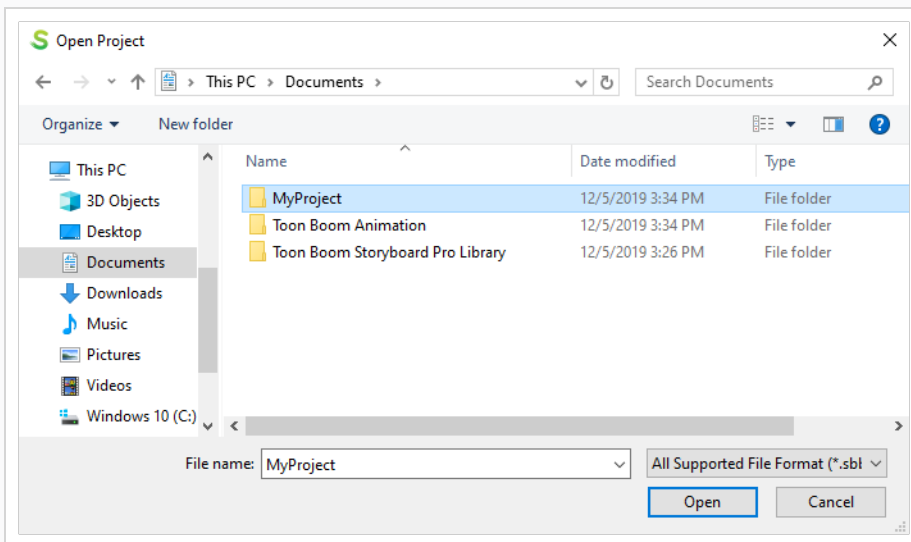 Open Project
This PC > Documents >
Search Documents
Organize
New folder
?
Name
Date modified
Type
This PC
3D Objects
Desktop
Documents
Downloads
Music
Pictures
Videos
Windows 10 (C:)
MyProject 12/5/2019 3:34 PM File folder
Toon Boom Animation 12/5/2019 3:34 PM File folder
Toon Boom Storyboard Pro Library 12/5/2019 3:26 PM File folder
File name: MyProject
All Supported File Format (*.sbl
Open
Cancel